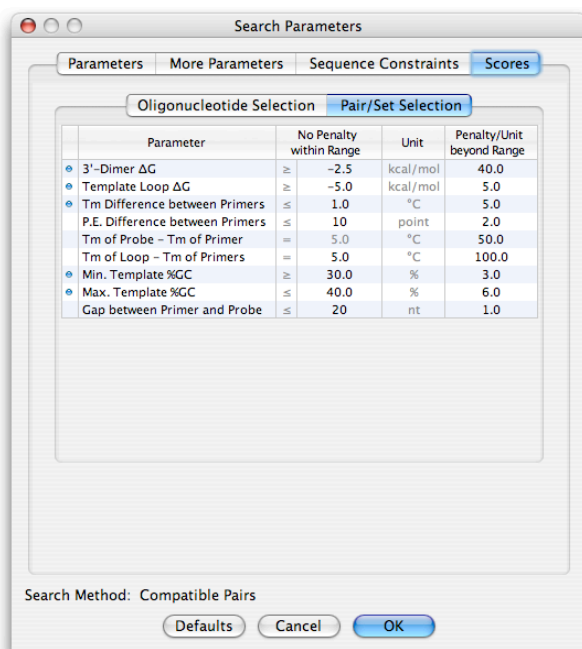 Search Parameters
Parameters More Parameters Sequence Constraints Scores
Oligonucleotide Selection Pair/Set Selection
Parameter No Penalty within Range Unit Penalty/Unit beyond Range
3'-Dimer ΔG ≥ -2.5 kcal/mol 40.0
Template Loop ΔG ≥ -5.0 kcal/mol 5.0
Tm Difference between Primers ≤ 1.0 °C 5.0
P.E. Difference between Primers ≤ 10 point 2.0
Tm of Probe – Tm of Primer = 5.0 °C 50.0
Tm of Loop – Tm of Primers = 5.0 °C 100.0
Min. Template %GC ≥ 30.0 % 3.0
Max. Template %GC ≤ 40.0 % 6.0
Gap between Primer and Probe ≤ 20 nt 1.0
Search Method: Compatible Pairs
Defaults Cancel OK